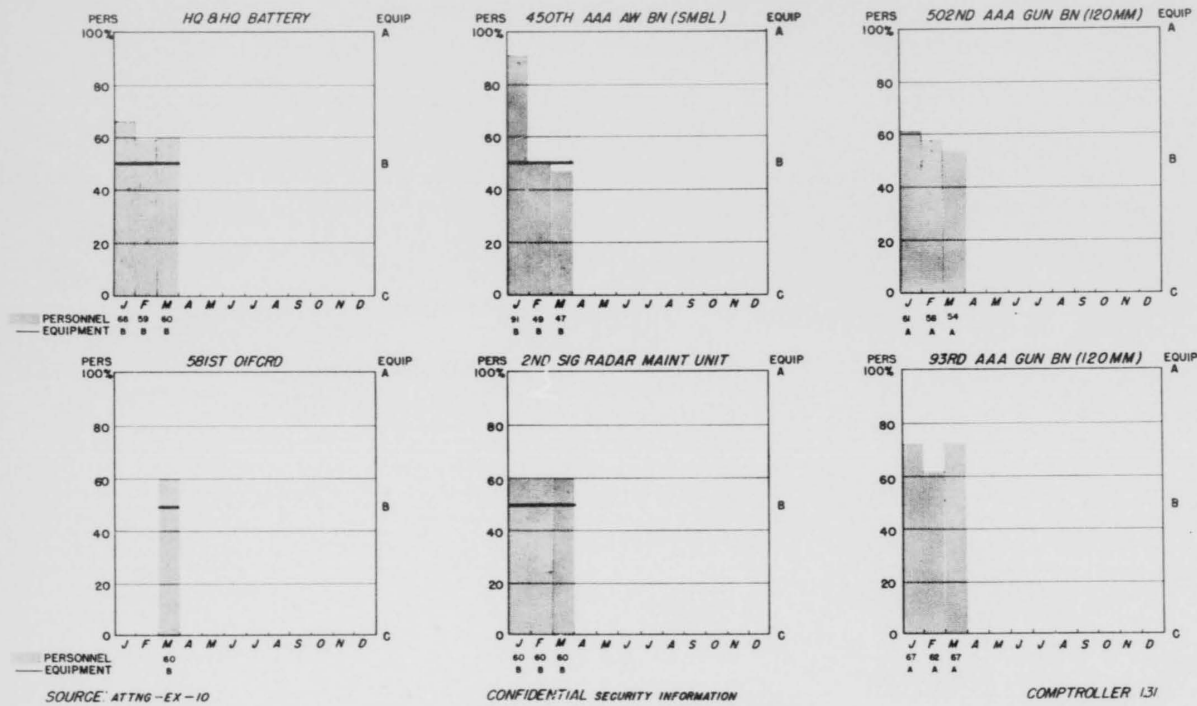 PERS HQ & HQ BATTERY EQUIP
100% A
80
60
B
40
20
0 C
J F M A M J J A S O N D
PERSONNEL 66 59 60
EQUIPMENT B B B
PERS 450TH AAA AW BN (SMBL) EQUIP
100% A
80
60
B
40
20
0 C
J F M A M J J A S O N D
91 49 47
B B B
PERS 502ND AAA GUN BN (120MM) EQUIP
100% A
80
60
B
40
20
0 C
J F M A M J J A S O N D
61 58 54
A A A
PERS 581ST OIFCRD EQUIP
100% A
80
60
B
40
20
0 C
J F M A M J J A S O N D
PERSONNEL 60
EQUIPMENT B
PERS 2ND SIG RADAR MAINT UNIT EQUIP
100% A
80
60
B
40
20
0 C
J F M A M J J A S O N D
60 60 60
B B B
PERS 93RD AAA GUN BN (120MM) EQUIP
100% A
80
60
B
40
20
0 C
J F M A M J J A S O N D
67 62 67
A A A
SOURCE: ATTNG-EX-10
CONFIDENTIAL SECURITY INFORMATION
COMPTROLLER 131